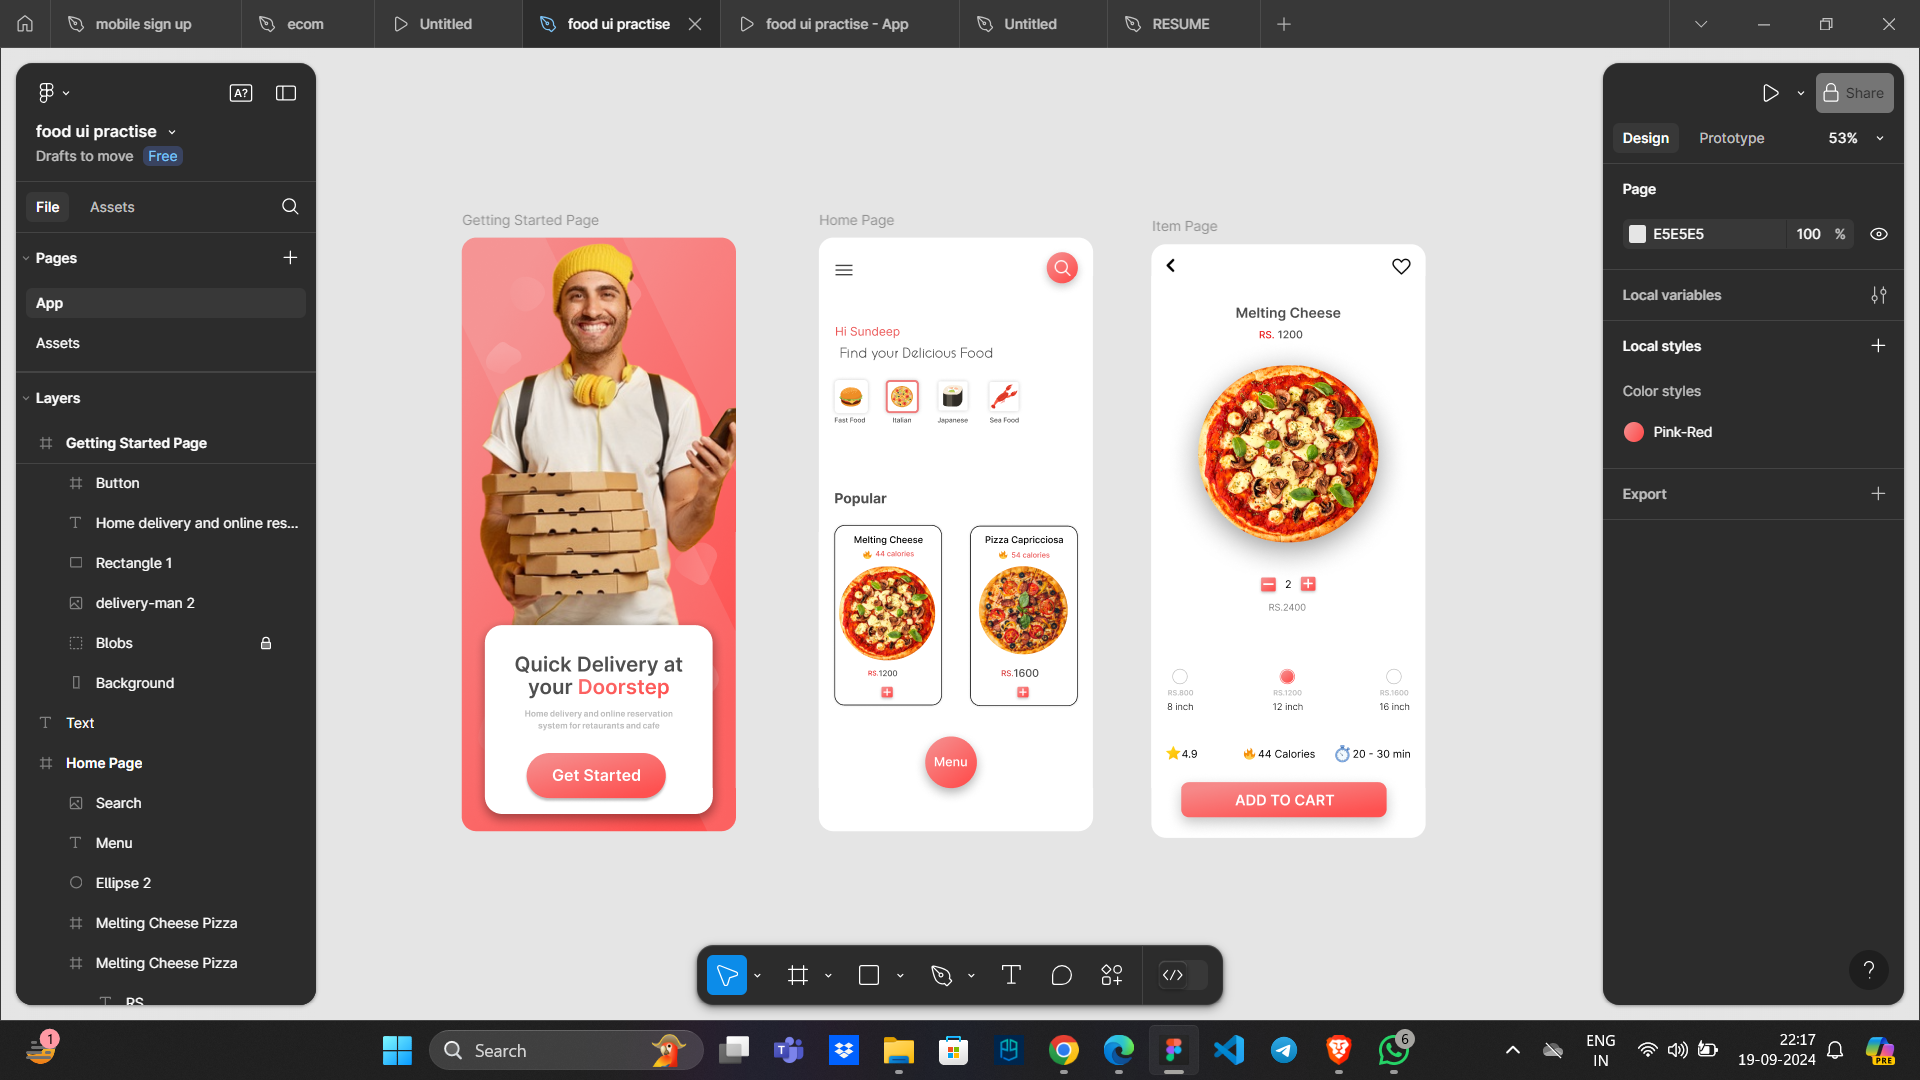 mobile sign up
ecom
Untitled
food ui practise
food ui practise - App
Untitled
RESUME
A?
food ui practise
Drafts to move Free
File Assets
Pages
App
Assets
Layers
Getting Started Page
Button
Home delivery and online res...
Rectangle 1
delivery-man 2
Blobs
Background
Text
Home Page
Search
Menu
Ellipse 2
Melting Cheese Pizza
Melting Cheese Pizza
RS
Getting Started Page
Quick Delivery at
your Doorstep
Home delivery and online reservation
system for retaurants and cafe
Get Started
Home Page
Hi Sundeep
Find your Delicious Food
Fast Food Italian Japanese Sea Food
Popular
Melting Cheese
44 calories
RS.1200
Pizza Capricciosa
54 calories
RS.1600
Menu
Item Page
Melting Cheese
RS. 1200
2
RS.2400
RS.800 RS.1200 RS.1600
8 inch 12 inch 16 inch
4.9 44 Calories 20 - 30 min
ADD TO CART
Share
Design Prototype 53%
Page
E5E5E5 100 %
Local variables
Local styles
Color styles
Pink-Red
Export
?
1
Search
6
ENG
IN
22:17
19-09-2024
PRE